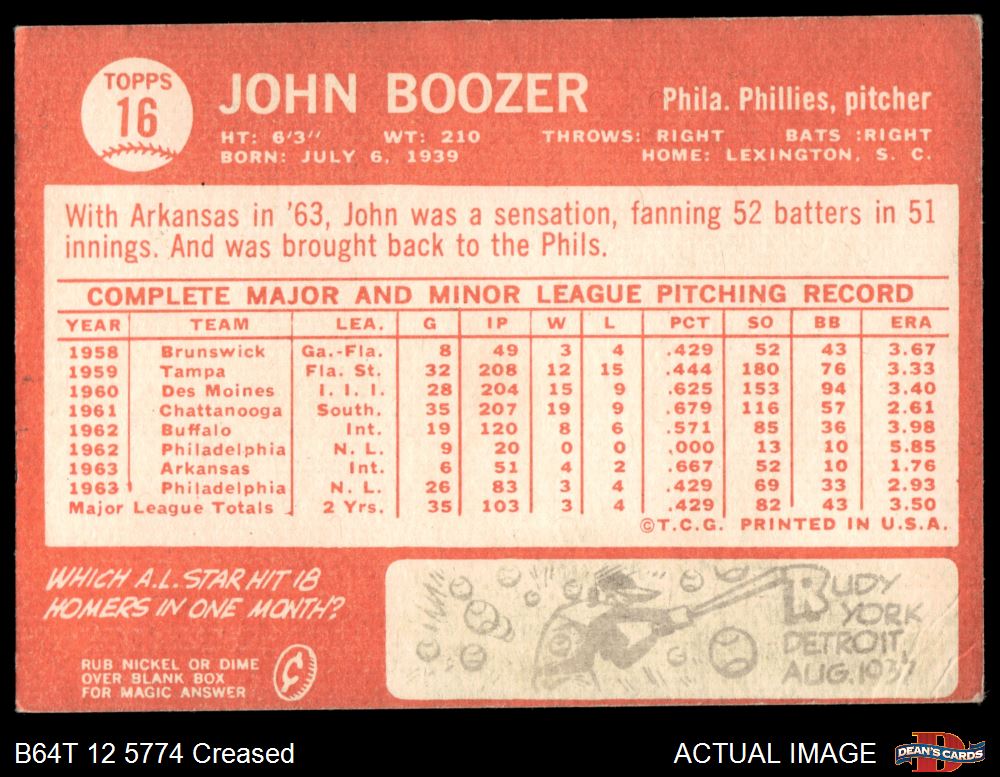 TOPPS
16
JOHN BOOZER
Phila. Phillies, pitcher
HT: 6'3" WT: 210 THROWS: RIGHT BATS :RIGHT
BORN: JULY 6, 1939 HOME: LEXINGTON, S. C.
With Arkansas in '63, John was a sensation, fanning 52 batters in 51
innings. And was brought back to the Phils.
COMPLETE MAJOR AND MINOR LEAGUE PITCHING RECORD
YEAR TEAM LEA. G IP W L PCT SO BB ERA
1958 Brunswick Ga.-Fla. 8 49 3 4 .429 52 43 3.67
1959 Tampa Fla. St. 32 208 12 15 .444 180 76 3.33
1960 Des Moines I. I. I. 28 204 15 9 .625 153 94 3.40
1961 Chattanooga South. 35 207 19 9 .679 116 57 2.61
1962 Buffalo Int. 19 120 8 6 .571 85 36 3.98
1962 Philadelphia N. L. 9 20 0 0 .000 13 10 5.85
1963 Arkansas Int. 6 51 4 2 .667 52 10 1.76
1963 Philadelphia N. L. 26 83 3 4 .429 69 33 2.93
Major League Totals 2 Yrs. 35 103 3 4 .429 82 43 3.50
©T.C.G. PRINTED IN U.S.A.
WHICH A.L. STAR HIT 18
HOMERS IN ONE MONTH?
RUB NICKEL OR DIME
OVER BLANK BOX
FOR MAGIC ANSWER
¢
RUDY
YORK
DETROIT,
AUG. 1937
B64T 12 5774 Creased
ACTUAL IMAGE
D
DEAN'S CARDS